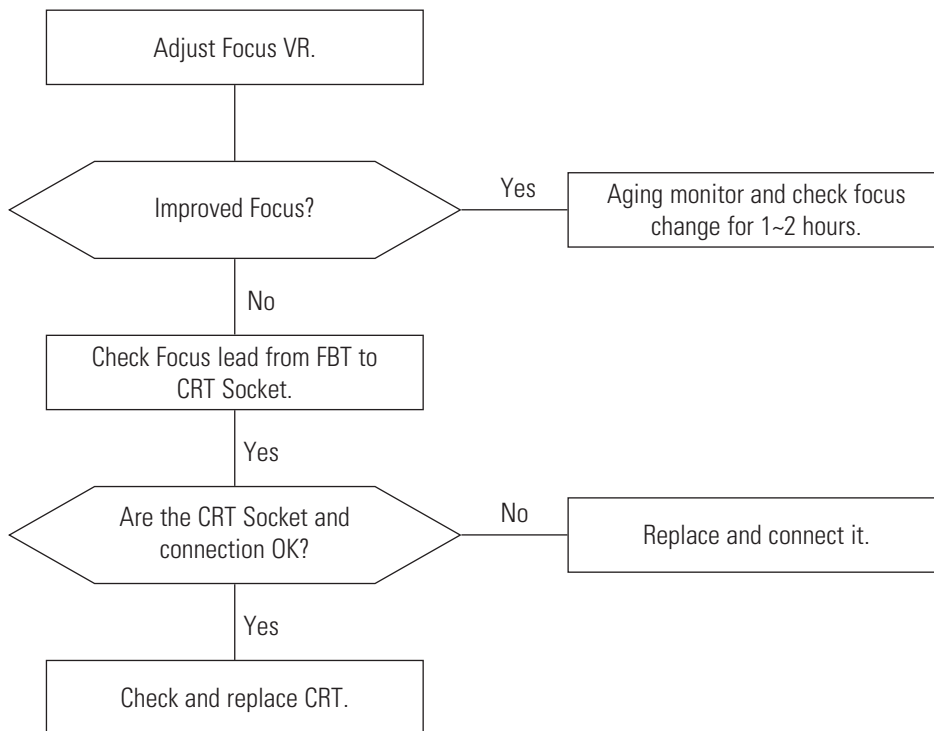 Adjust Focus VR.
Improved Focus?
Yes
Aging monitor and check focus
change for 1~2 hours.
No
Check Focus lead from FBT to
CRT Socket.
Yes
Are the CRT Socket and
connection OK?
No
Replace and connect it.
Yes
Check and replace CRT.